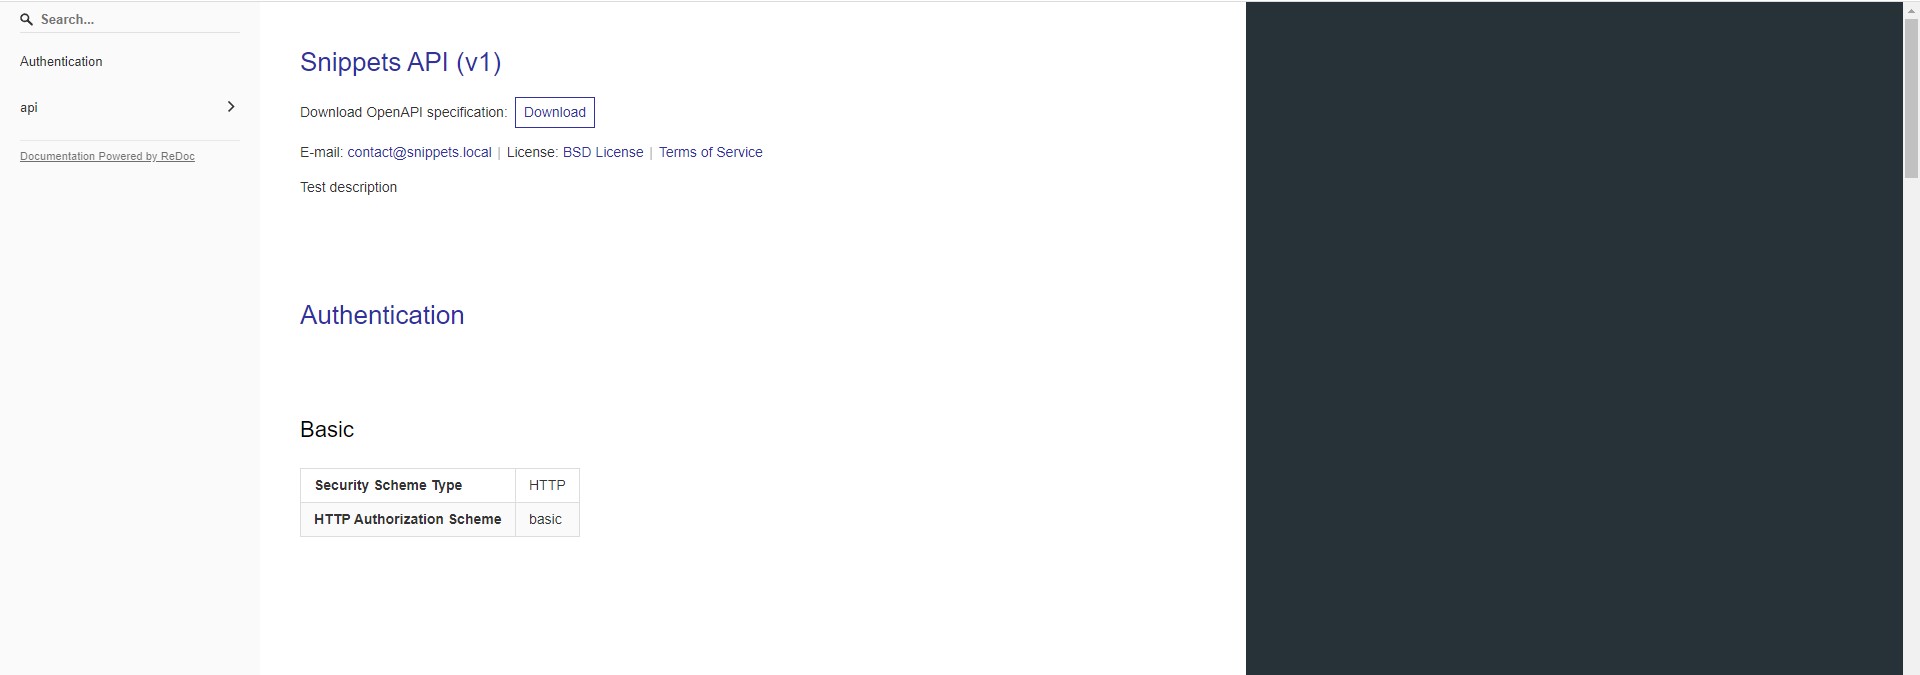 Search...
Authentication
api
Documentation Powered by ReDoc
Snippets API (v1)
Download OpenAPI specification: Download
E-mail: contact@snippets.local | License: BSD License | Terms of Service
Test description
Authentication
Basic
Security Scheme Type HTTP
HTTP Authorization Scheme basic